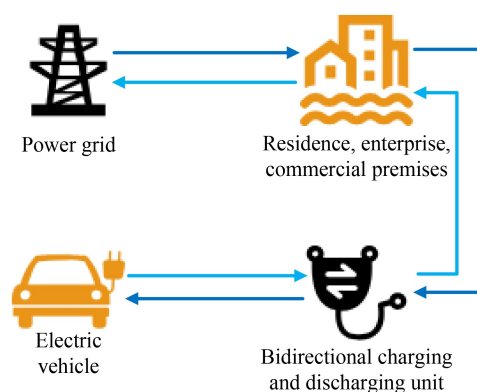 Power grid
Residence, enterprise,
commercial premises
Electric
vehicle
Bidirectional charging
and discharging unit